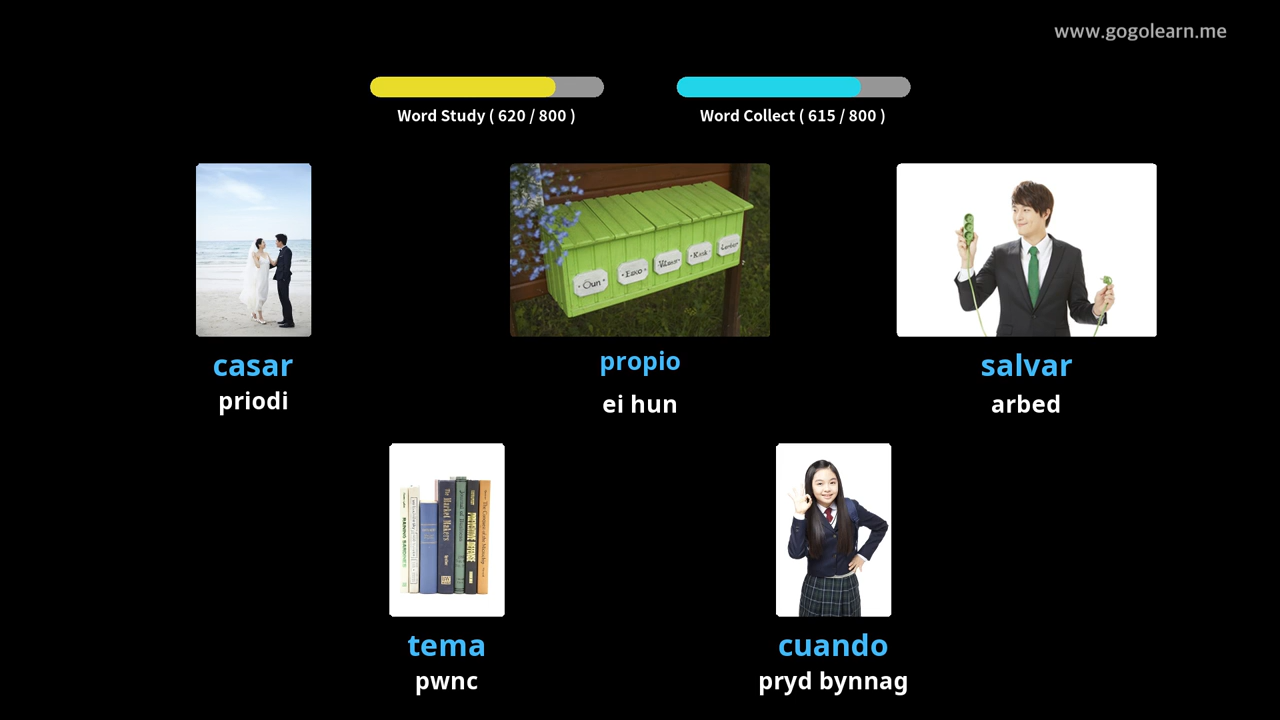 www.gogolearn.me
Word Study ( 620 / 800 )
Word Collect ( 615 / 800 )
casar
priodi
propio
ei hun
salvar
arbed
tema
pwnc
cuando
pryd bynnag